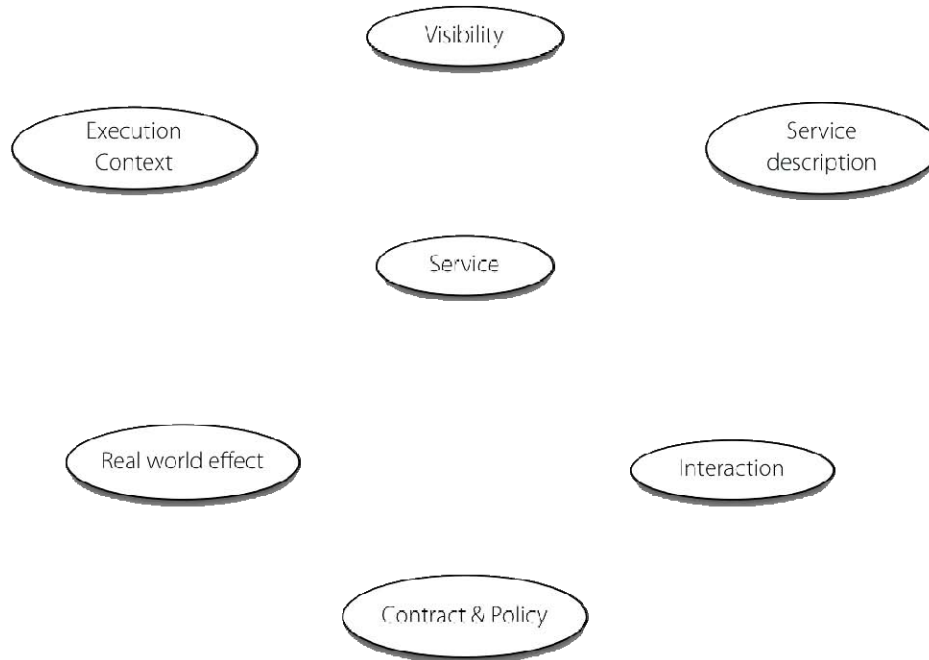 Visibility
Execution
Context
Service
description
Service
Real world effect
Interaction
Contract & Policy